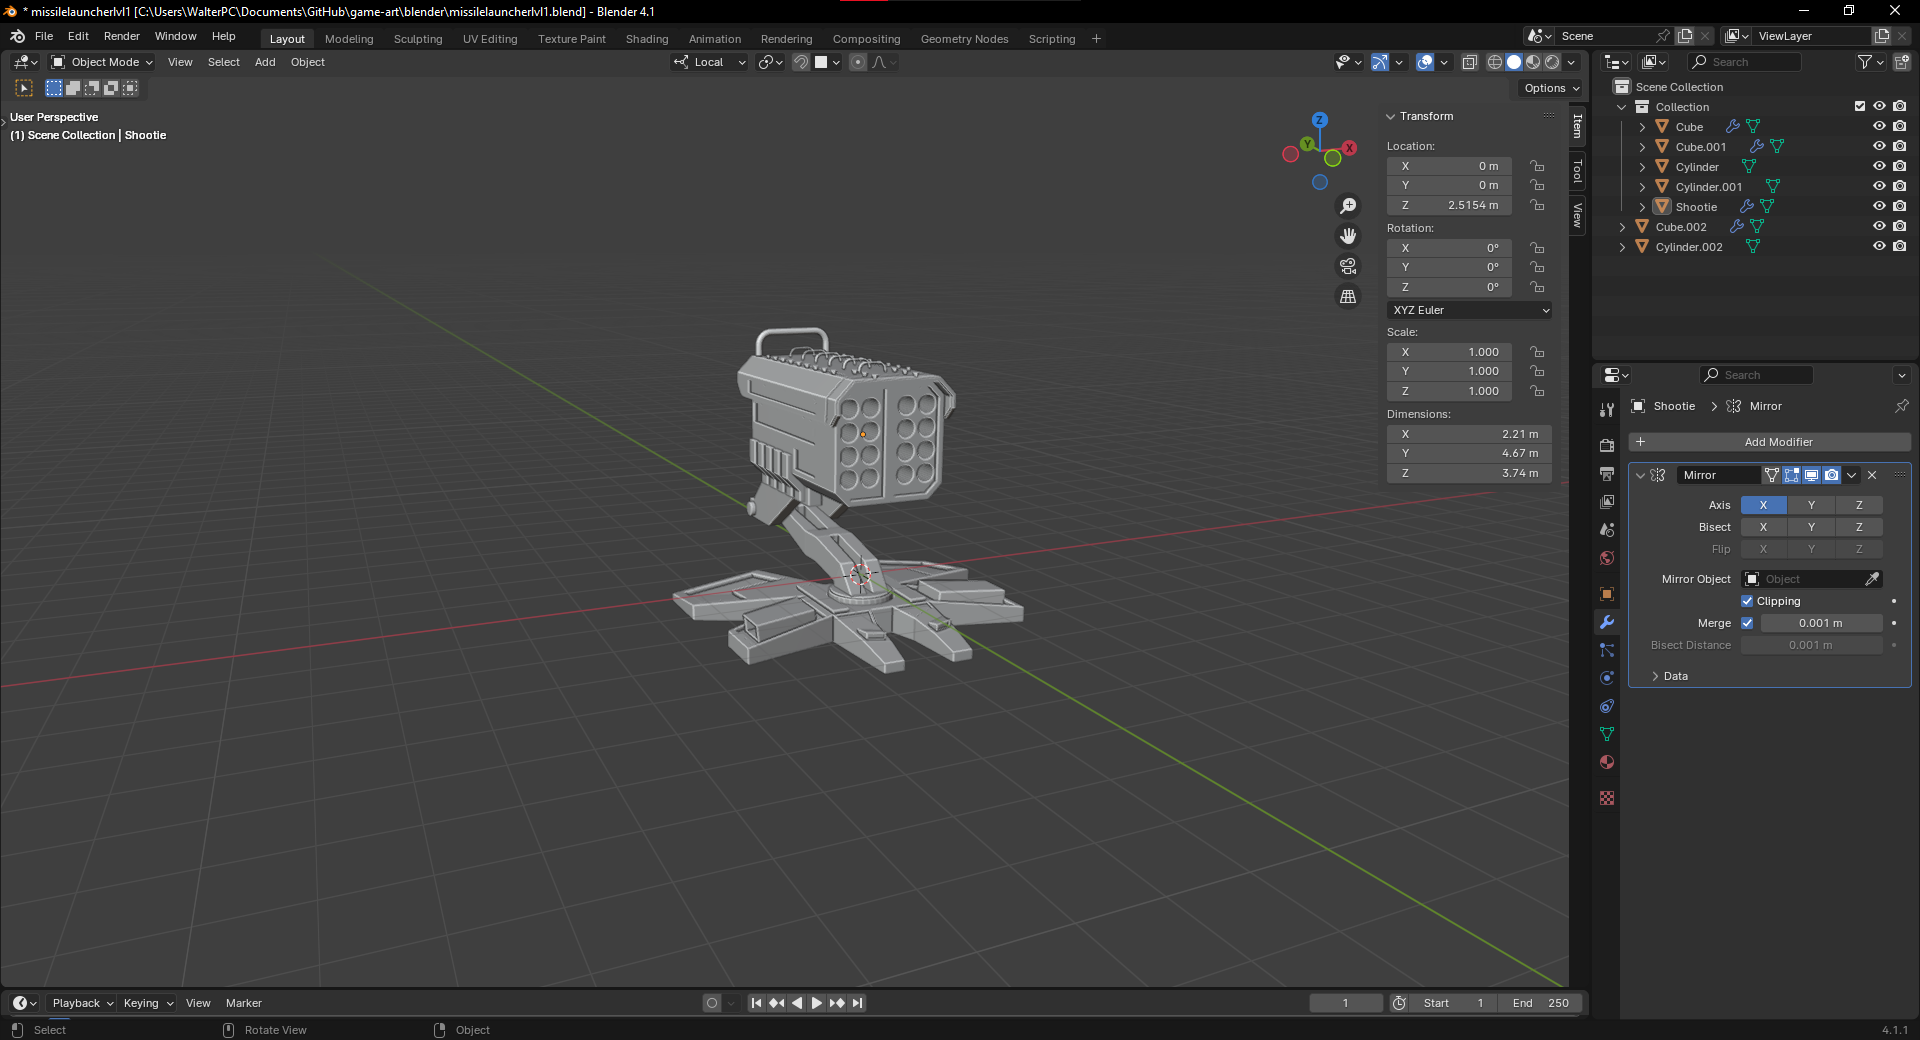 * missilelauncherlvl1 [C:\Users\WalterPC\Documents\GitHub\game-art\blender\missilelauncherlvl1.blend] - Blender 4.1
File Edit Render Window Help Layout Modeling Sculpting UV Editing Texture Paint Shading Animation Rendering Compositing Geometry Nodes Scripting + Scene ViewLayer
Object Mode View Select Add Object Local Search
Options
User Perspective
(1) Scene Collection | Shootie
Z
Y
X
Item
Tool
View
Transform
Location:
X 0 m
Y 0 m
Z 2.5154 m
Rotation:
X 0°
Y 0°
Z 0°
XYZ Euler
Scale:
X 1.000
Y 1.000
Z 1.000
Dimensions:
X 2.21 m
Y 4.67 m
Z 3.74 m
Scene Collection
Collection
Cube
Cube.001
Cylinder
Cylinder.001
Shootie
Cube.002
Cylinder.002
Search
Shootie > Mirror
+ Add Modifier
Mirror
Axis X Y Z
Bisect X Y Z
Flip X Y Z
Mirror Object Object
Clipping
Merge 0.001 m
Bisect Distance 0.001 m
Data
Playback Keying View Marker 1 Start 1 End 250
Select Rotate View Object 4.1.1